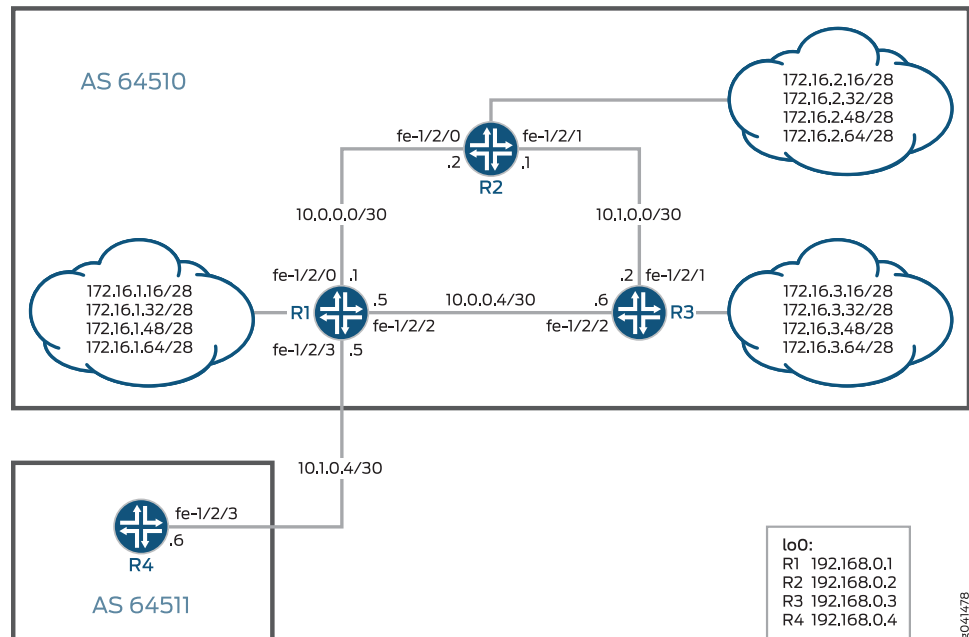 AS 64510
172.16.2.16/28
172.16.2.32/28
172.16.2.48/28
172.16.2.64/28
fe-1/2/0
fe-1/2/1
.2
.1
R2
10.0.0.0/30
10.1.0.0/30
172.16.1.16/28
172.16.1.32/28
172.16.1.48/28
172.16.1.64/28
fe-1/2/0
.1
R1
.5
fe-1/2/2
fe-1/2/3
.5
10.0.0.4/30
.2
fe-1/2/1
.6
fe-1/2/2
R3
172.16.3.16/28
172.16.3.32/28
172.16.3.48/28
172.16.3.64/28
10.1.0.4/30
fe-1/2/3
.6
R4
AS 64511
lo0:
R1 192.168.0.1
R2 192.168.0.2
R3 192.168.0.3
R4 192.168.0.4
041478